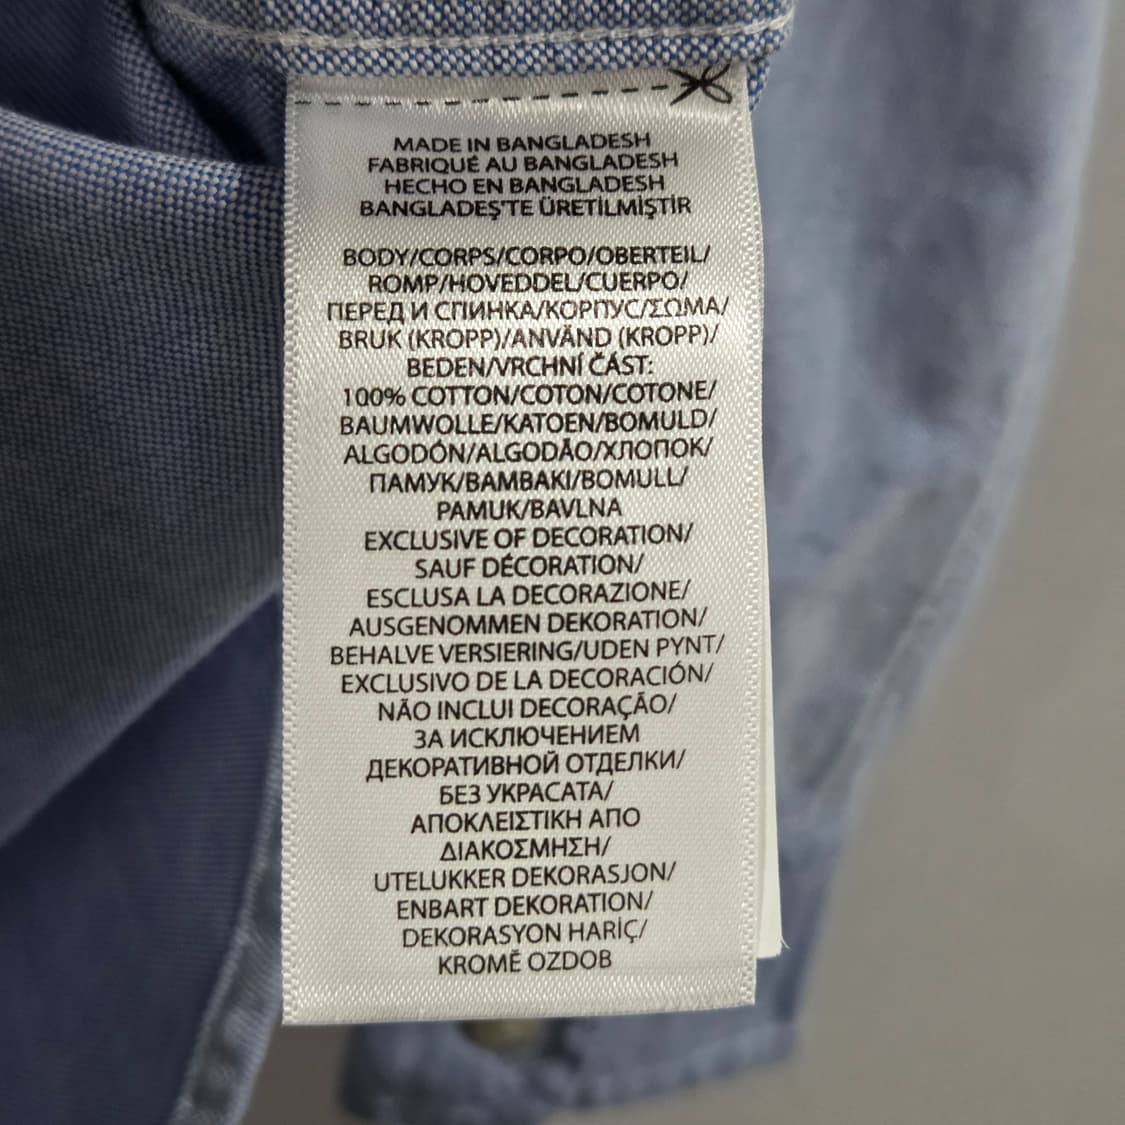 MADE IN BANGLADESH
FABRIQUÉ AU BANGLADESH
HECHO EN BANGLADESH
BANGLADEŞ'TE ÜRETİLMİŞTİR
BODY/CORPS/CORPO/OBERTEIL/
ROMP/HOVEDDEL/CUERPO/
ПЕРЕД И СПИНКА/КОРПУС/ΣΩΜΑ/
BRUK (KROPP)/ANVÄND (KROPP)/
BEDEN/VRCHNÍ ČÁST:
100% COTTON/COTON/COTONE/
BAUMWOLLE/KATOEN/BOMULD/
ALGODÓN/ALGODÃO/ХЛОПОК/
ПАМУК/ΒΑΜΒΑΚΙ/BOMULL/
PAMUK/BAVLNA
EXCLUSIVE OF DECORATION/
SAUF DÉCORATION/
ESCLUSA LA DECORAZIONE/
AUSGENOMMEN DEKORATION/
BEHALVE VERSIERING/UDEN PYNT/
EXCLUSIVO DE LA DECORACIÓN/
NÃO INCLUI DECORAÇÃO/
ЗА ИСКЛЮЧЕНИЕМ
ДЕКОРАТИВНОЙ ОТДЕЛКИ/
БЕЗ УКРАСАТА/
ΑΠΟΚΛΕΙΣΤΙΚΗ ΑΠΟ
ΔΙΑΚΟΣΜΗΣΗ/
UTELUKKER DEKORASJON/
ENBART DEKORATION/
DEKORASYON HARİÇ/
KROMĚ OZDOB